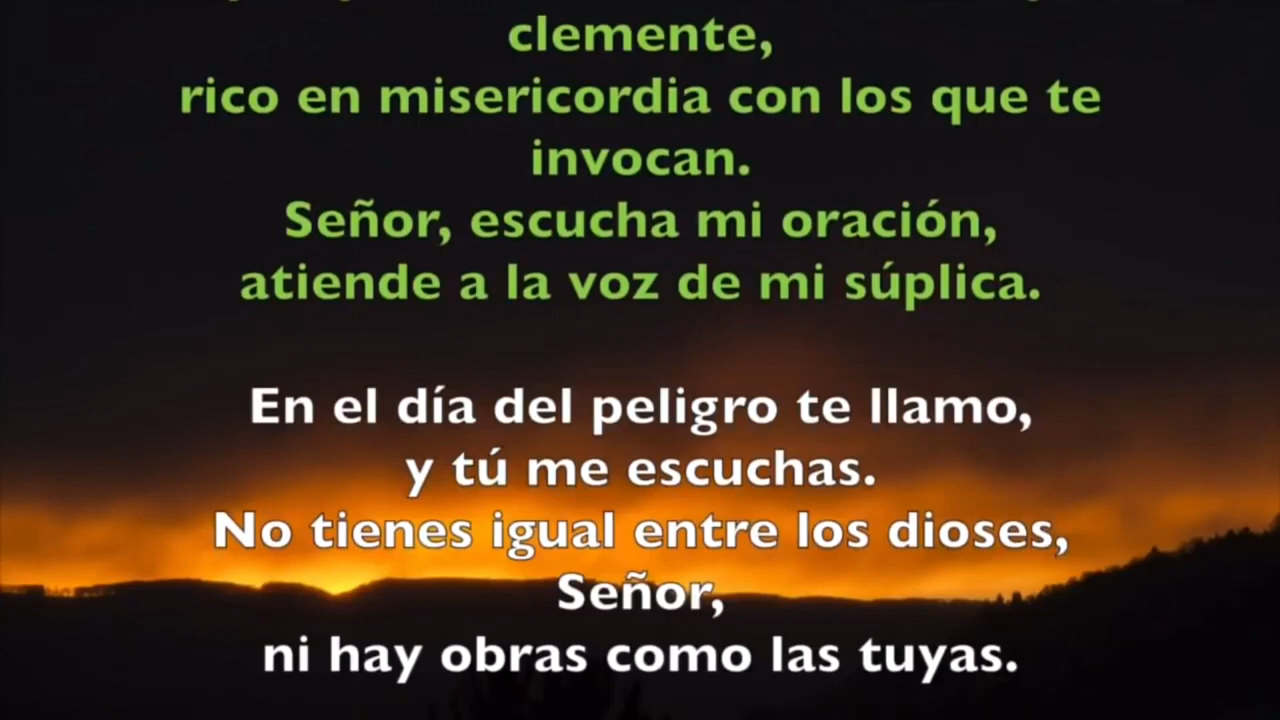 clemente,
rico en misericordia con los que te
invocan.
Señor, escucha mi oración,
atiende a la voz de mi súplica.
En el día del peligro te llamo,
y tú me escuchas.
No tienes igual entre los dioses,
Señor,
ni hay obras como las tuyas.